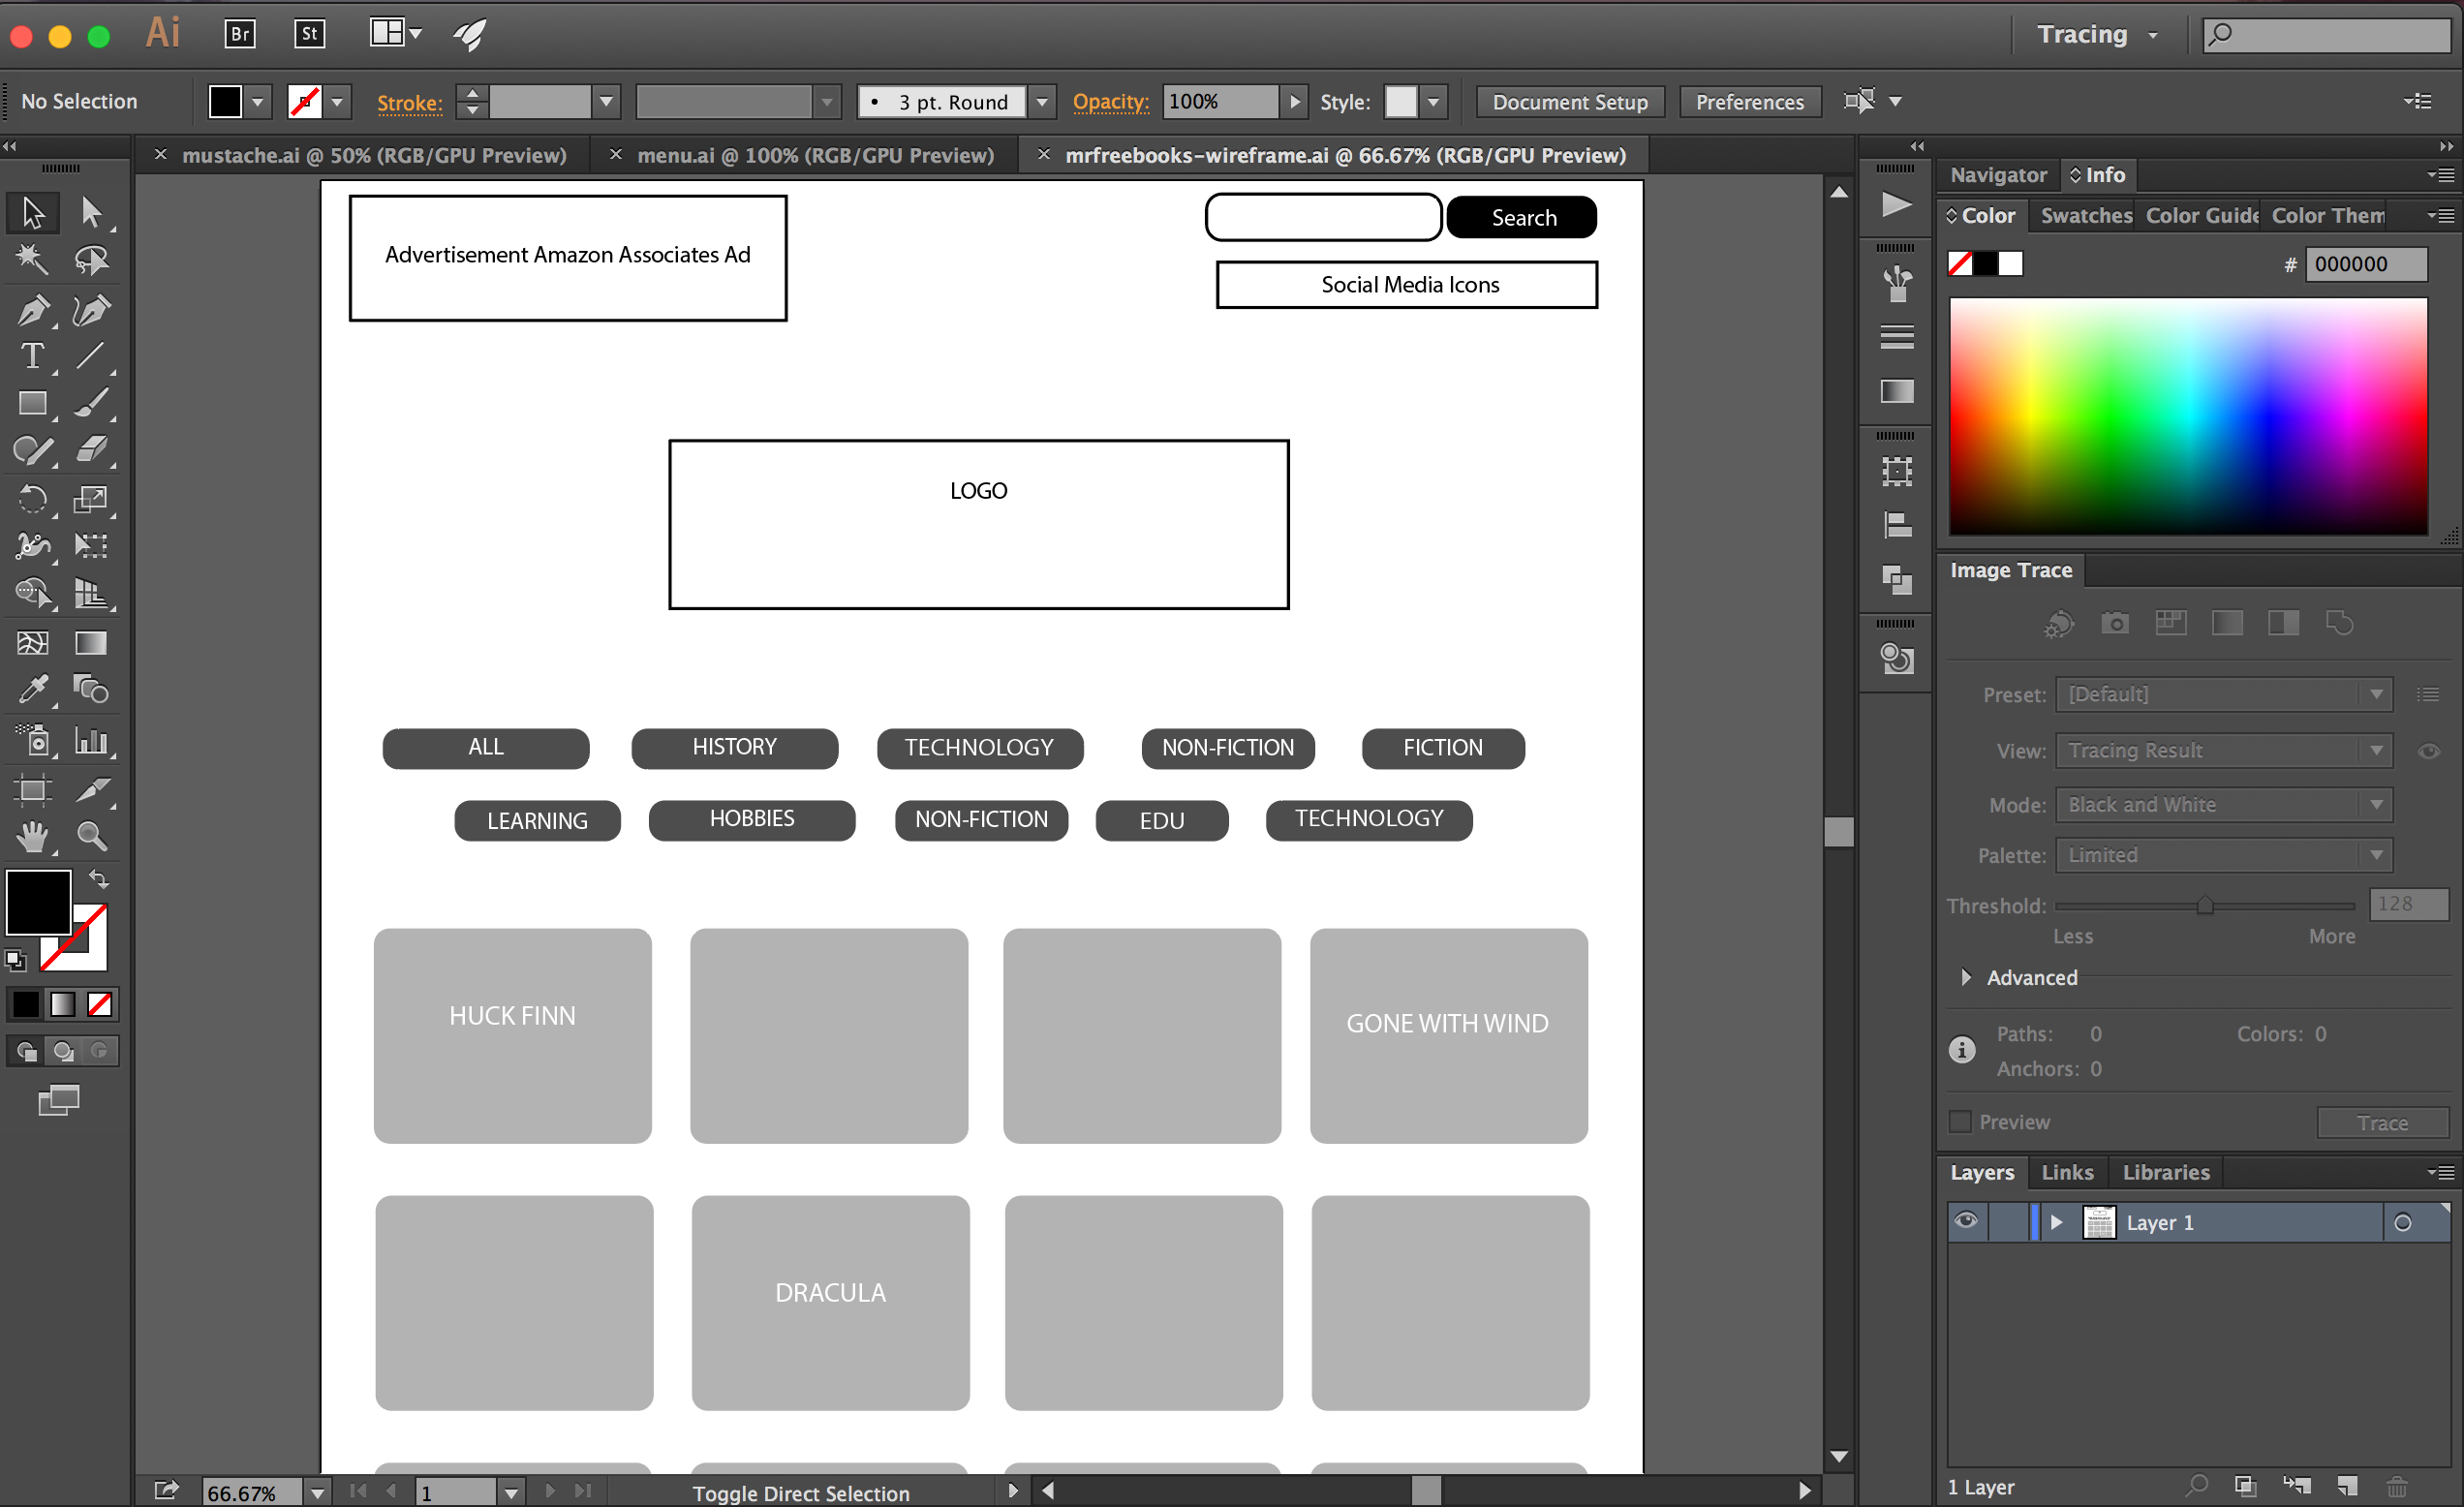 Ai Br St Tracing
No Selection Stroke: 3 pt. Round Opacity: 100% Style: Document Setup Preferences
mustache.ai @ 50% (RGB/GPU Preview) menu.ai @ 100% (RGB/GPU Preview) mrfreebooks-wireframe.ai @ 66.67% (RGB/GPU Preview)
Advertisement Amazon Associates Ad
Search
Social Media Icons
LOGO
ALL HISTORY TECHNOLOGY NON-FICTION FICTION
LEARNING HOBBIES NON-FICTION EDU TECHNOLOGY
HUCK FINN GONE WITH WIND
DRACULA
66.67% 1 Toggle Direct Selection
Navigator Info
Color Swatches Color Guide Color Them
# 000000
Image Trace
Preset: [Default]
View: Tracing Result
Mode: Black and White
Palette: Limited
Threshold: 128
Less More
Advanced
Paths: 0 Colors: 0
Anchors: 0
Preview Trace
Layers Links Libraries
Layer 1
1 Layer